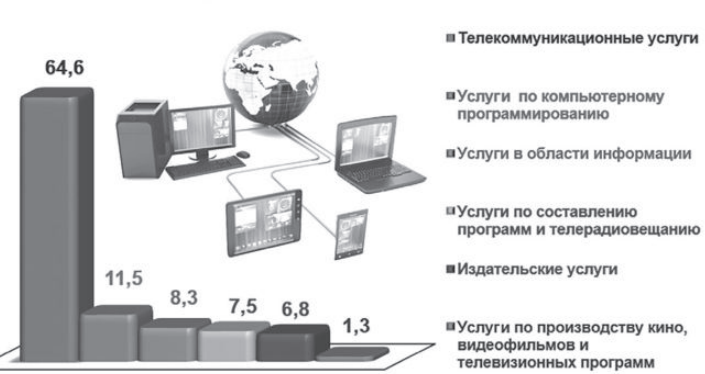 64,6
11,5
8,3
7,5
6,8
1,3
Телекоммуникационные услуги
Услуги по компьютерному
программированию
Услуги в области информации
Услуги по составлению
программ и телерадиовещанию
Издательские услуги
Услуги по производству кино,
видеофильмов и
телевизионных программ